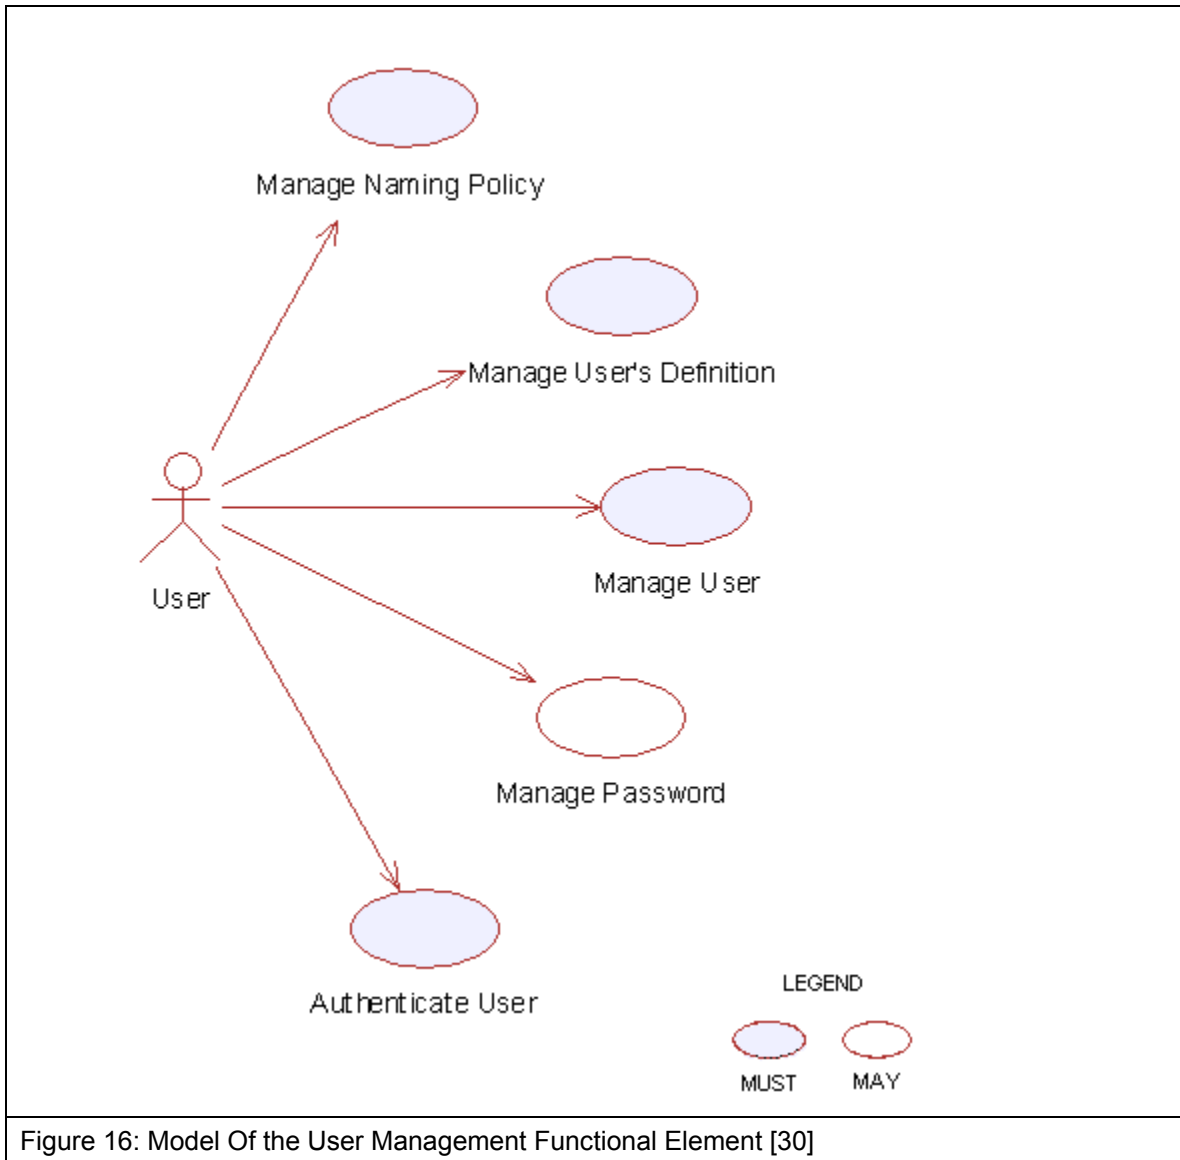 Manage Naming Policy
Manage User's Definition
Manage User
User
Manage Password
Authenticate User
LEGEND
MUST MAY
Figure 16: Model Of the User Management Functional Element [30]